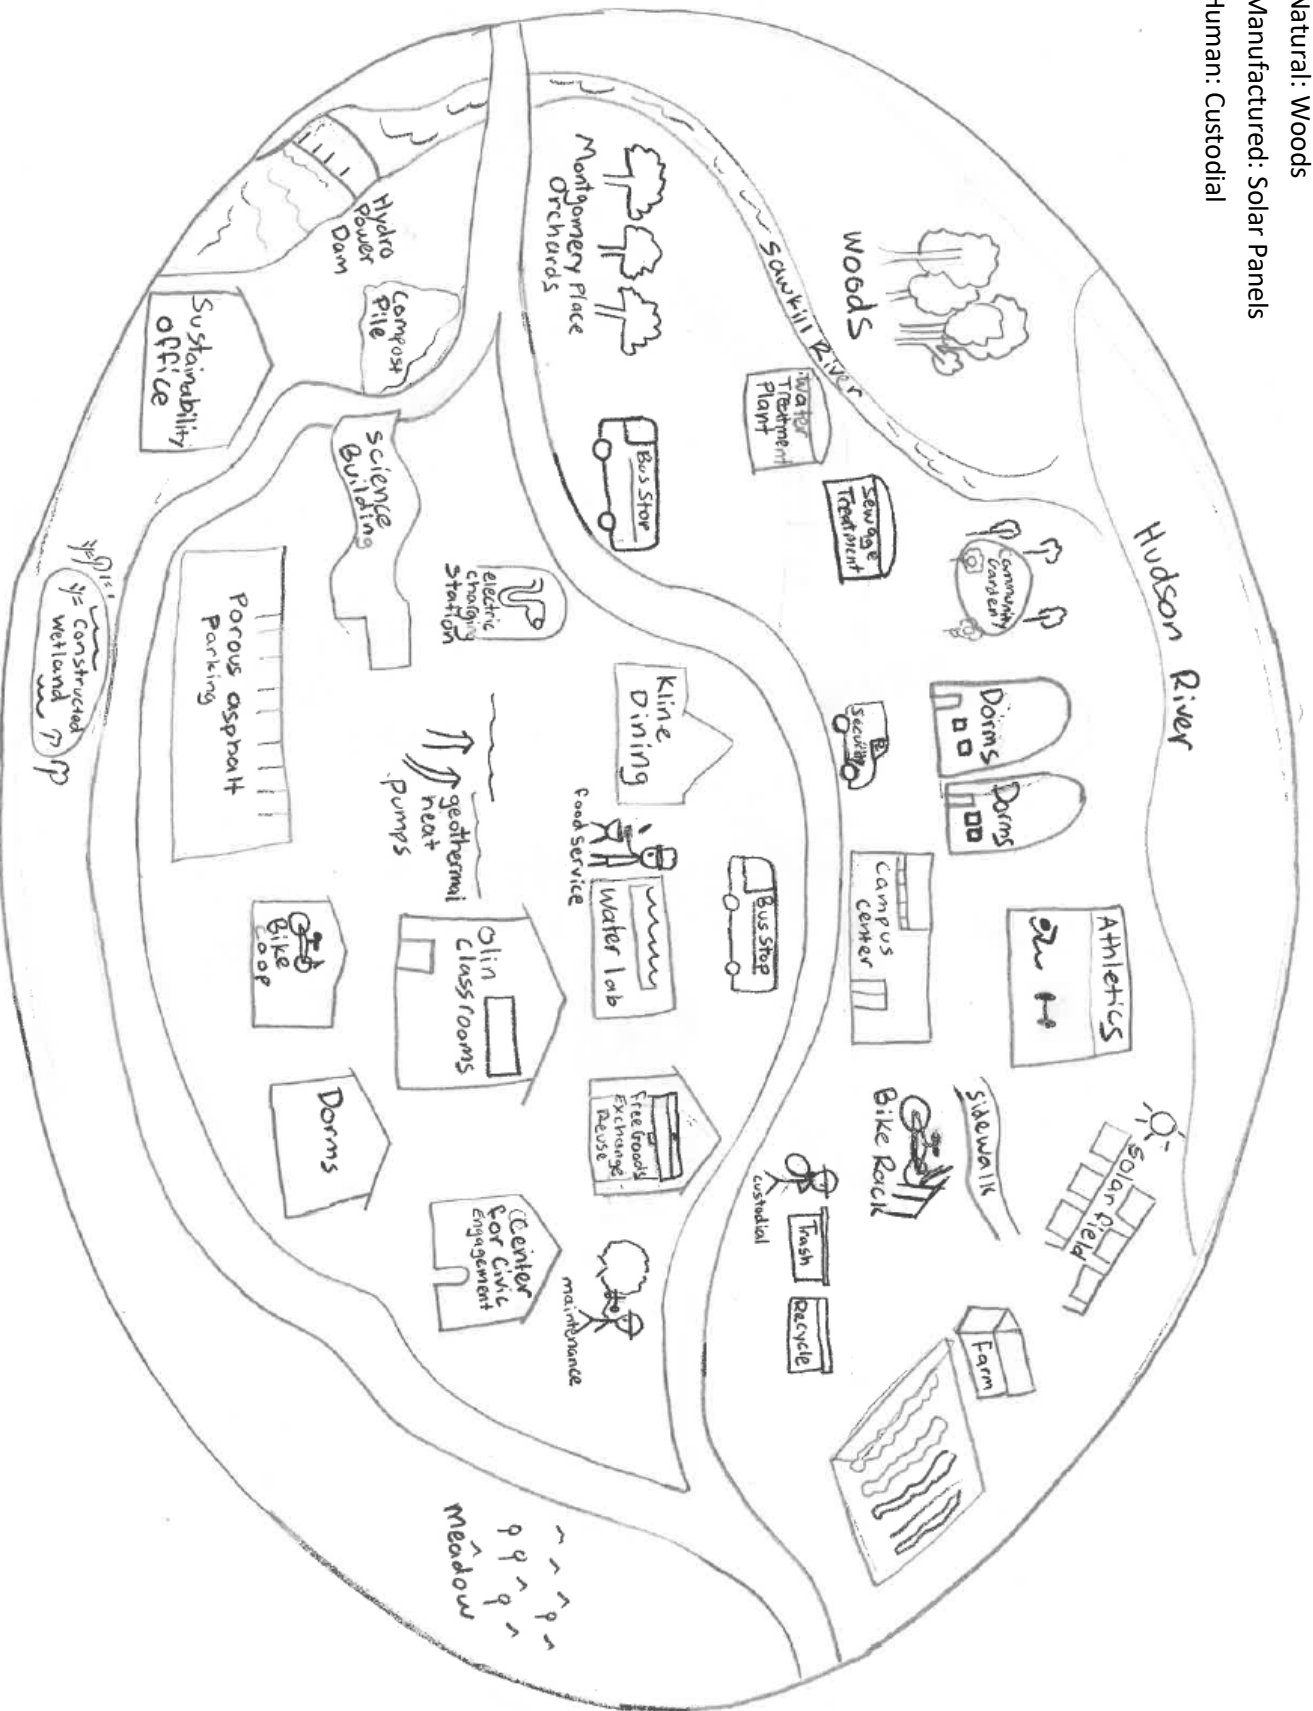 Natural: Woods
Manufactured: Solar Panels
Human: Custodial
Hudson River
Woods
Sawkill River
Montgomery Place
Orchards
Hydro
Power
Dam
Compost
Pile
Sustainability
office
Water
Treatment
Plant
Sewage
Treatment
Community
Garden
Dorms
Dorms
Athletics
Solar field
Farm
Sidewalk
Bike Rack
Campus
center
Security
Bus Stop
Bus Stop
custodial
Trash
Recycle
Science
Building
electric
charging
station
Kline
Dining
food service
Water lab
Free Goods
Exchange
Reuse
maintenance
geothermal
heat
pumps
Olin
Classrooms
Center
for Civic
Engagement
Porous asphalt
parking
Bike
Coop
Dorms
Constructed
wetland
Meadow